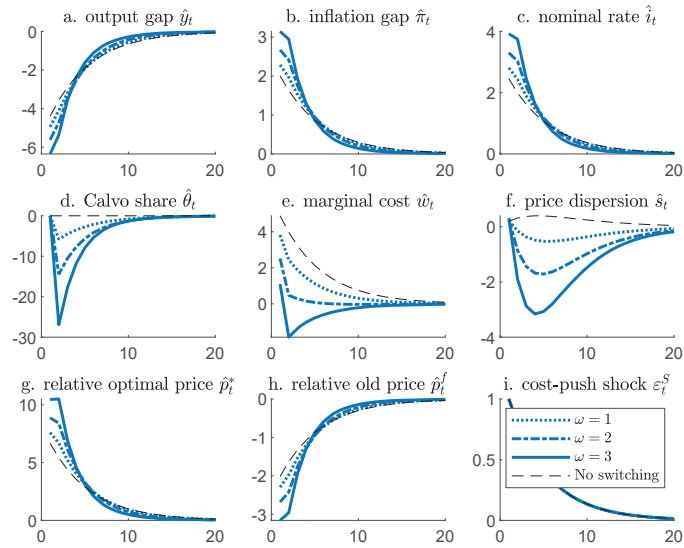 a. output gap ŷ_t
b. inflation gap π̂_t
c. nominal rate î_t
0
-2
-4
-6
0 10 20
3
2
1
0
0 10 20
4
2
0
0 10 20
d. Calvo share θ̂_t
e. marginal cost ŵ_t
f. price dispersion ŝ_t
0
-10
-20
-30
0 10 20
4
2
0
0 10 20
0
-2
-4
0 10 20
g. relative optimal price p̂*_t
h. relative old price p̂^f_t
i. cost-push shock ε^S_t
10
5
0
0 10 20
0
-1
-2
-3
0 10 20
1
0.5
0
0 10 20
ω = 1
ω = 2
ω = 3
No switching